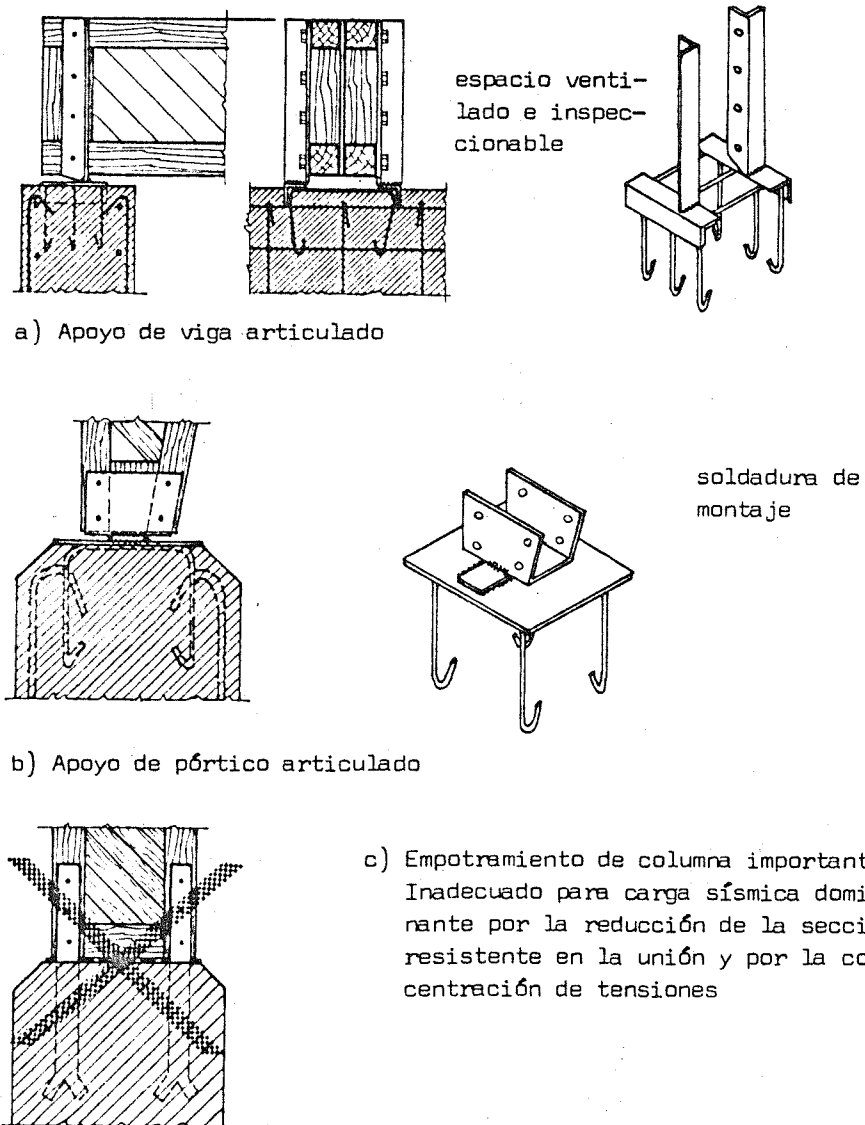 espacio venti-
lado e inspec-
cionable
a) Apoyo de viga articulado
soldadura de
montaje
b) Apoyo de pórtico articulado
c) Empotramiento de columna important
Inadecuado para carga sísmica domi
nante por la reducción de la secci
resistente en la unión y por la co
centración de tensiones